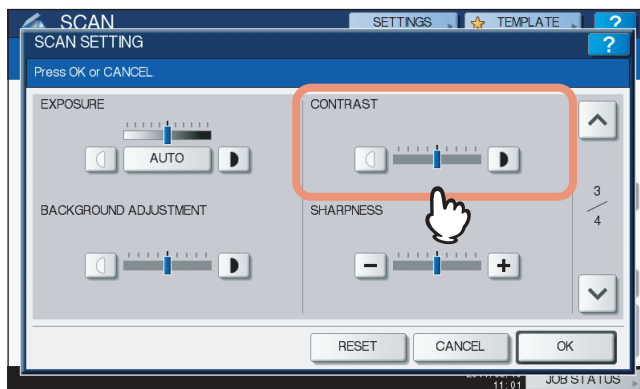 SCAN
SETTINGS
TEMPLATE
?
SCAN SETTING
?
Press OK or CANCEL.
EXPOSURE
AUTO
CONTRAST
BACKGROUND ADJUSTMENT
SHARPNESS
3
4
RESET
CANCEL
OK
11:01
JOB STATUS